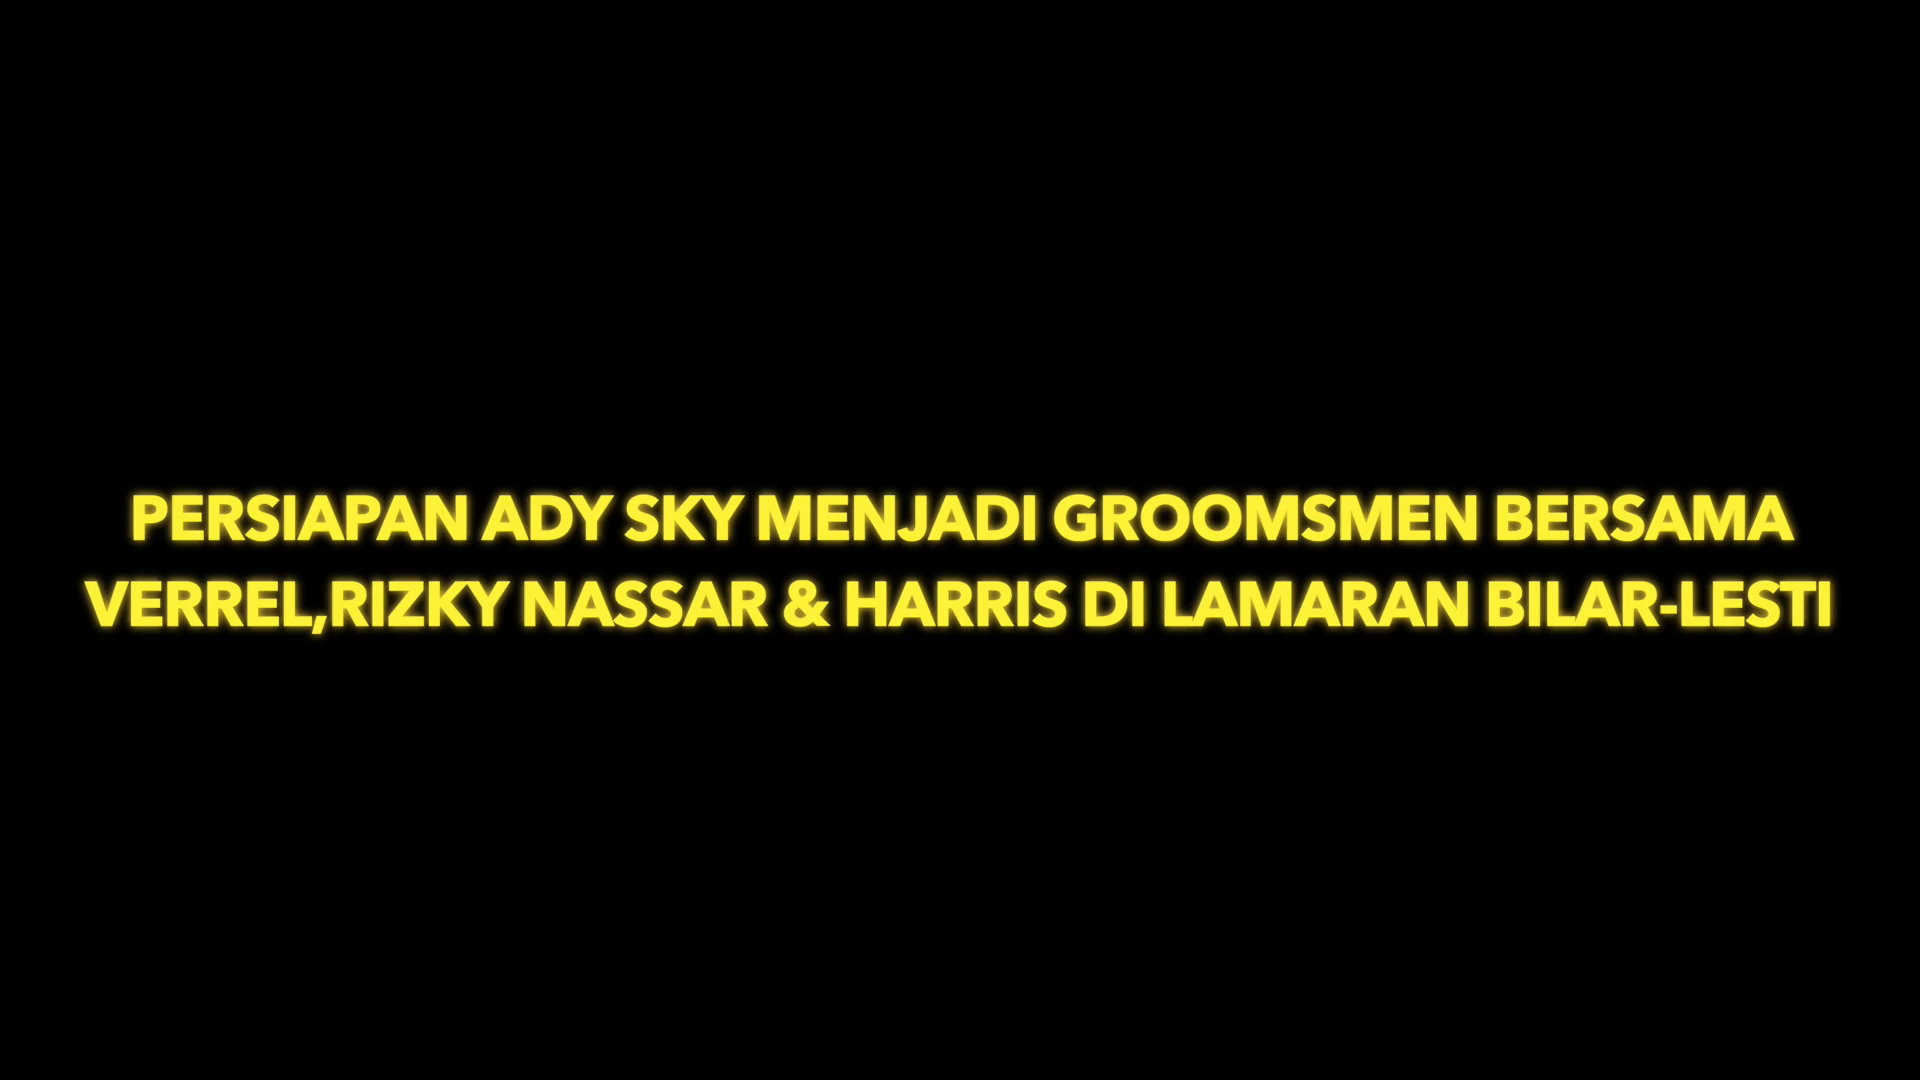 PERSIAPAN ADY SKY MENJADI GROOMSMEN BERSAMA
VERREL,RIZKY NASSAR & HARRIS DI LAMARAN BILAR-LESTI